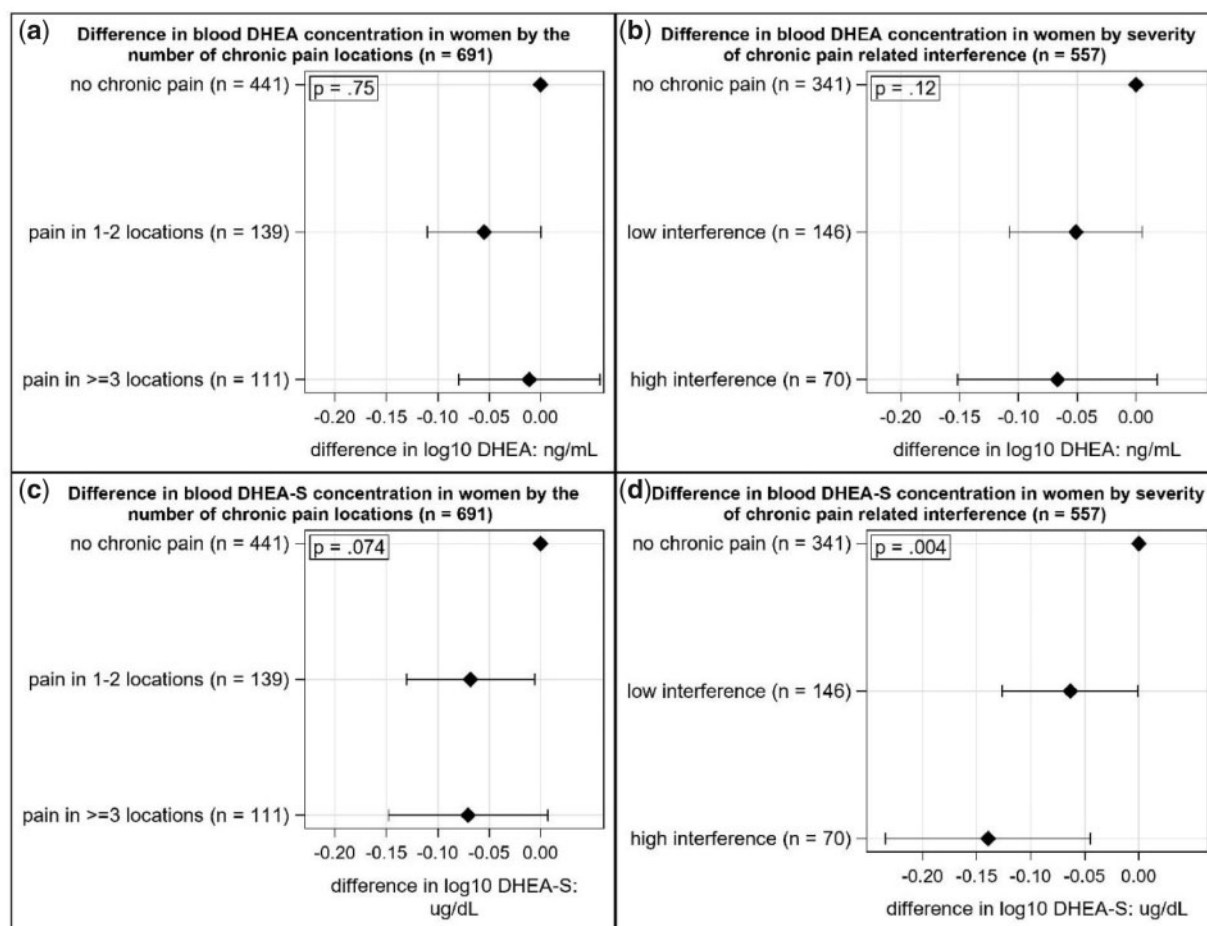 (a) Difference in blood DHEA concentration in women by the
number of chronic pain locations (n = 691)
no chronic pain (n = 441)
p = .75
pain in 1-2 locations (n = 139)
pain in >=3 locations (n = 111)
-0.20 -0.15 -0.10 -0.05 0.00
difference in log10 DHEA: ng/mL
(b) Difference in blood DHEA concentration in women by severity
of chronic pain related interference (n = 557)
no chronic pain (n = 341)
p = .12
low interference (n = 146)
high interference (n = 70)
-0.20 -0.15 -0.10 -0.05 0.00
difference in log10 DHEA: ng/mL
(c) Difference in blood DHEA-S concentration in women by the
number of chronic pain locations (n = 691)
no chronic pain (n = 441)
p = .074
pain in 1-2 locations (n = 139)
pain in >=3 locations (n = 111)
-0.20 -0.15 -0.10 -0.05 0.00
difference in log10 DHEA-S:
ug/dL
(d) Difference in blood DHEA-S concentration in women by severity
of chronic pain related interference (n = 557)
no chronic pain (n = 341)
p = .004
low interference (n = 146)
high interference (n = 70)
-0.20 -0.15 -0.10 -0.05 0.00
difference in log10 DHEA-S: ug/dL